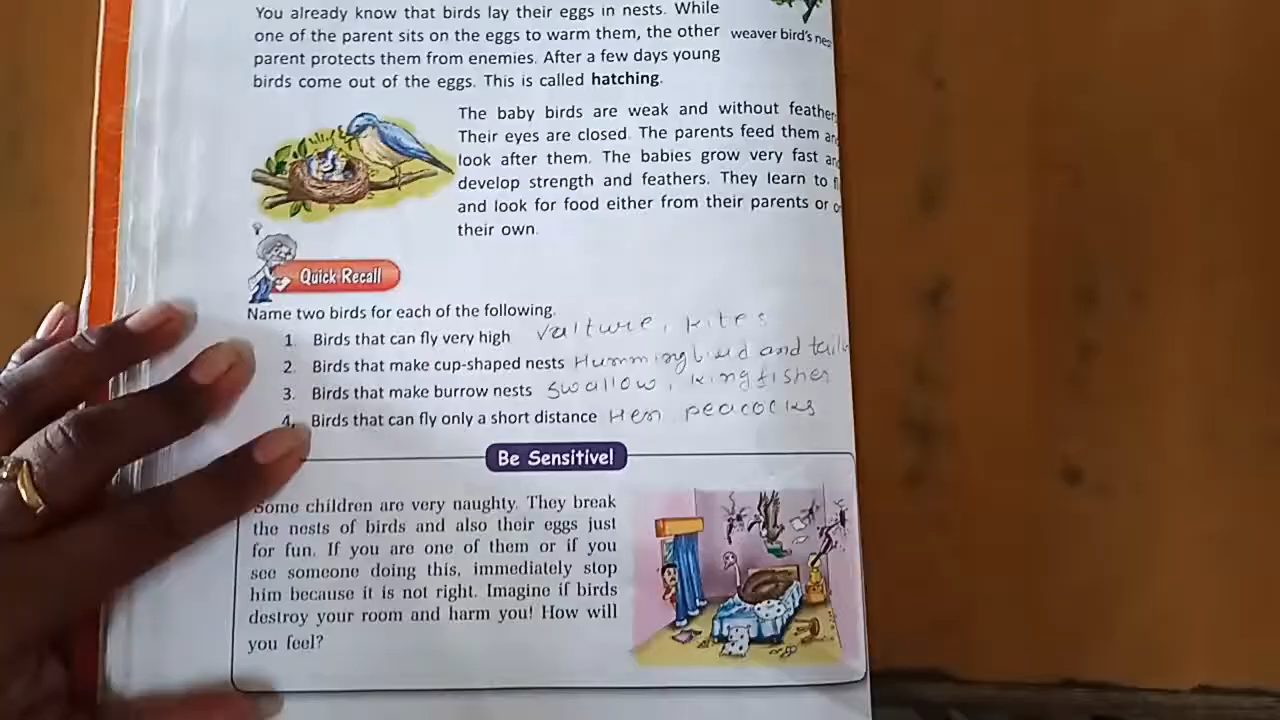 You already know that birds lay their eggs in nests. While
one of the parent sits on the eggs to warm them, the other
parent protects them from enemies. After a few days young
birds come out of the eggs. This is called hatching.
weaver bird's
The baby birds are weak and without
Their eyes are closed. The parents feed them
look after them. The babies grow very fast
develop strength and feathers. They learn to
and look for food either from their parents or
their own.
Quick Recall
Name two birds for each of the following.
1. Birds that can fly very high valture, kites
2. Birds that make cup-shaped nests Hummingbird and
3. Birds that make burrow nests swallow, kingfisher
4. Birds that can fly only a short distance Hen peacocks
Be Sensitive!
Some children are very naughty. They break
the nests of birds and also their eggs just
for fun. If you are one of them or if you
see someone doing this, immediately stop
him because it is not right. Imagine if birds
destroy your room and harm you! How will
you feel?